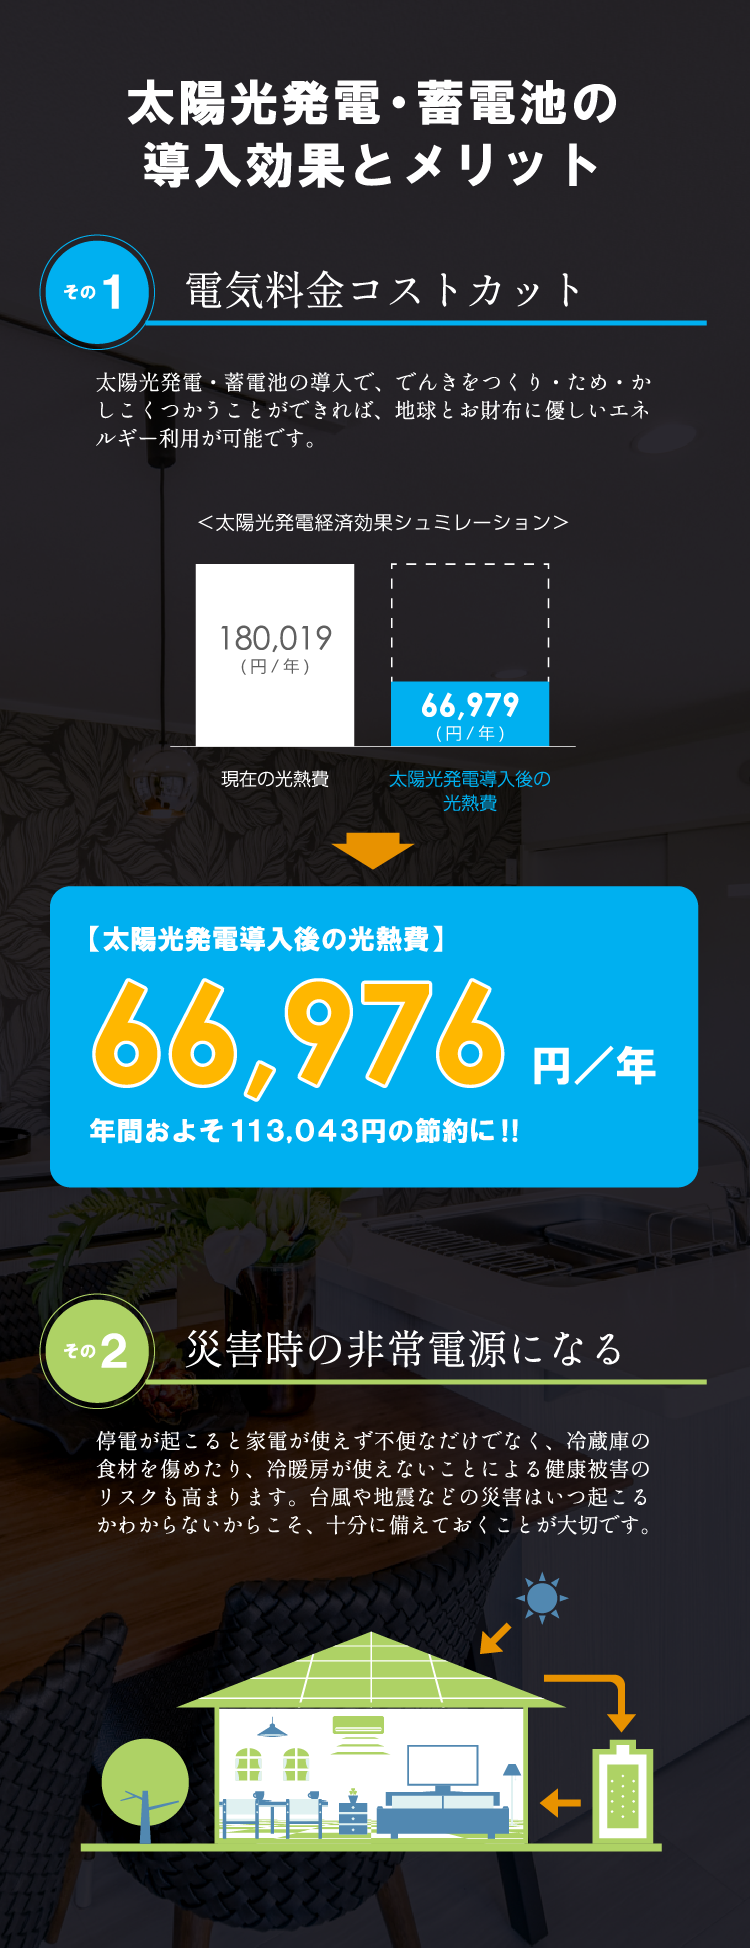 太陽光発電・蓄電池の
導入効果とメリット
その1
電気料金コストカット
太陽光発電・蓄電池の導入で、でんきをつくり・ため・か
しこくつかうことができれば、地球とお財布に優しいエネ
ルギー利用が可能です。
＜太陽光発電経済効果シュミレーション＞
180,019
(円/年)
66,979
(円/年)
現在の光熱費
太陽光発電導入後の
光熱費
【太陽光発電導入後の光熱費】
66,976 円／年
年間およそ113,043円の節約に!!
その2
災害時の非常電源になる
停電が起こると家電が使えず不便なだけでなく、冷蔵庫の
食材を傷めたり、冷暖房が使えないことによる健康被害の
リスクも高まります。台風や地震などの災害はいつ起こる
かわからないからこそ、十分に備えておくことが大切です。